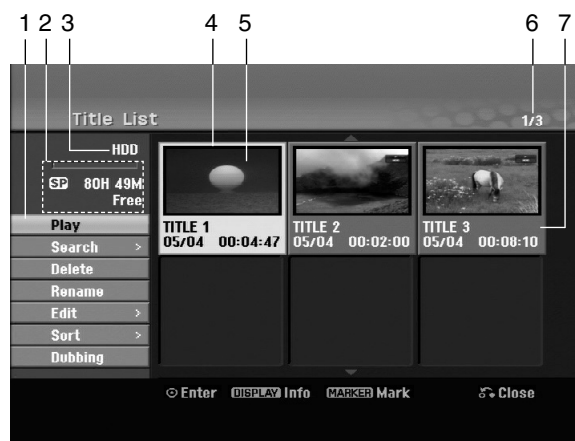 1 2 3 4 5 6 7
Title List
1/3
HDD
SP 80H 49M
Free
Play
Search >
Delete
Rename
Edit >
Sort >
Dubbing
TITLE 1
05/04 00:04:47
TITLE 2
05/04 00:02:00
TITLE 3
05/04 00:08:10
Enter DISPLAY Info MARKER Mark Close